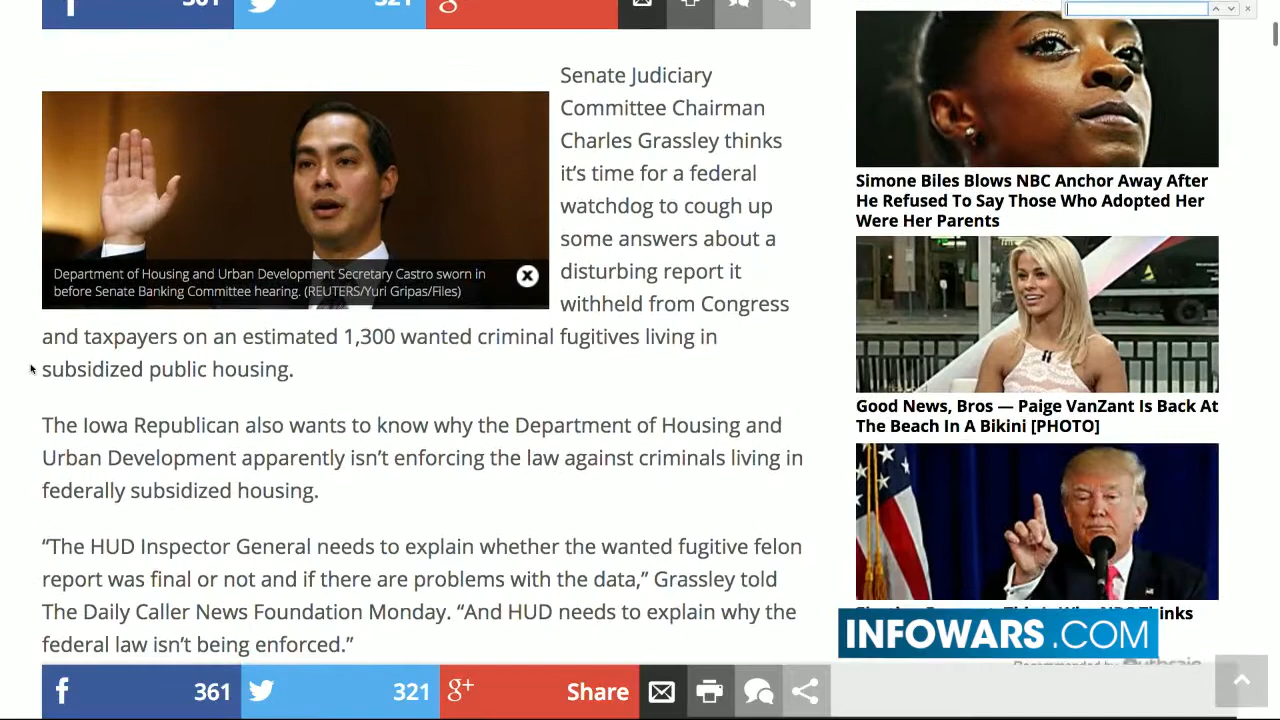 361
321
Senate Judiciary
Committee Chairman
Charles Grassley thinks
it’s time for a federal
watchdog to cough up
some answers about a
disturbing report it
withheld from Congress
and taxpayers on an estimated 1,300 wanted criminal fugitives living in
subsidized public housing.
Department of Housing and Urban Development Secretary Castro sworn in
before Senate Banking Committee hearing. (REUTERS/Yuri Gripas/Files)
The Iowa Republican also wants to know why the Department of Housing and
Urban Development apparently isn’t enforcing the law against criminals living in
federally subsidized housing.
“The HUD Inspector General needs to explain whether the wanted fugitive felon
report was final or not and if there are problems with the data,” Grassley told
The Daily Caller News Foundation Monday. “And HUD needs to explain why the
federal law isn’t being enforced.”
f 361 321 g+ Share
Simone Biles Blows NBC Anchor Away After
He Refused To Say Those Who Adopted Her
Were Her Parents
Good News, Bros — Paige VanZant Is Back At
The Beach In A Bikini [PHOTO]
INFOWARS.COM